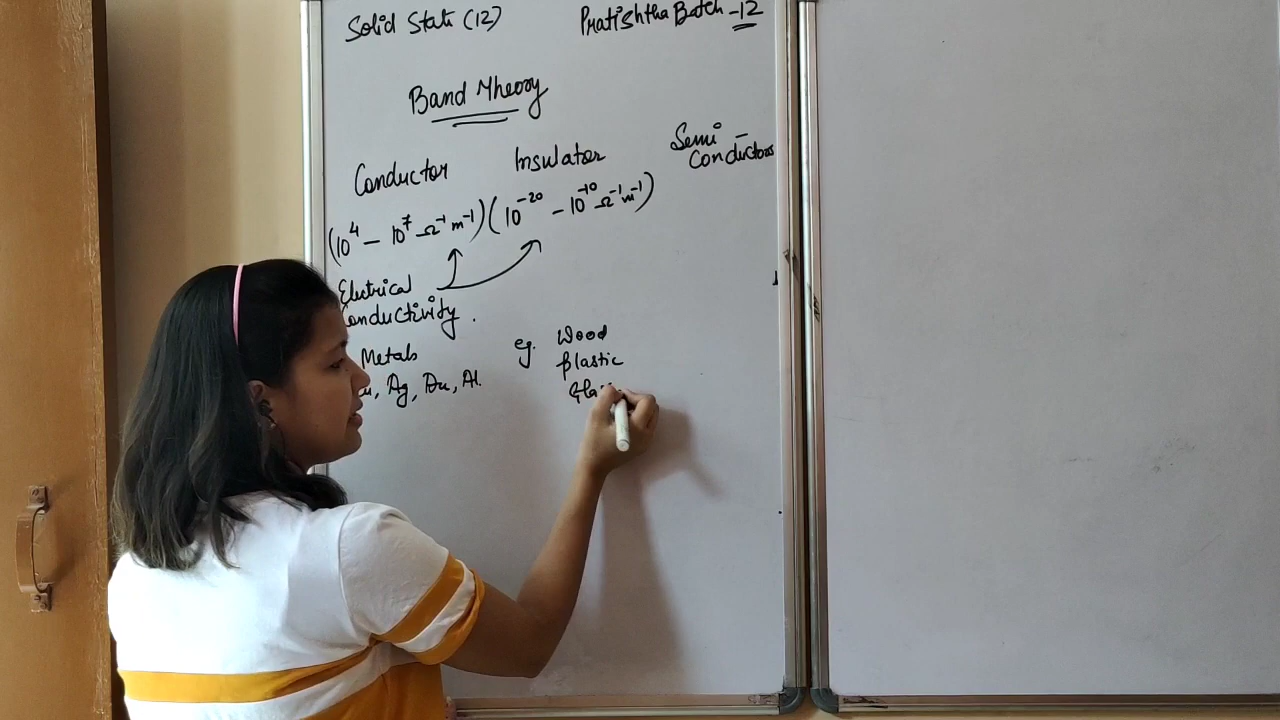 Solid State (12)
Pratishtha Batch -12
Band Theory
Conductor
Insulator
Semi-
Conductors
(10⁴ - 10⁷ Ω⁻¹ m⁻¹)
(10⁻²⁰ - 10⁻¹⁰ Ω⁻¹ m⁻¹)
Electrical
Conductivity.
Metals
Ag, Au, Al.
eg. Wood
plastic